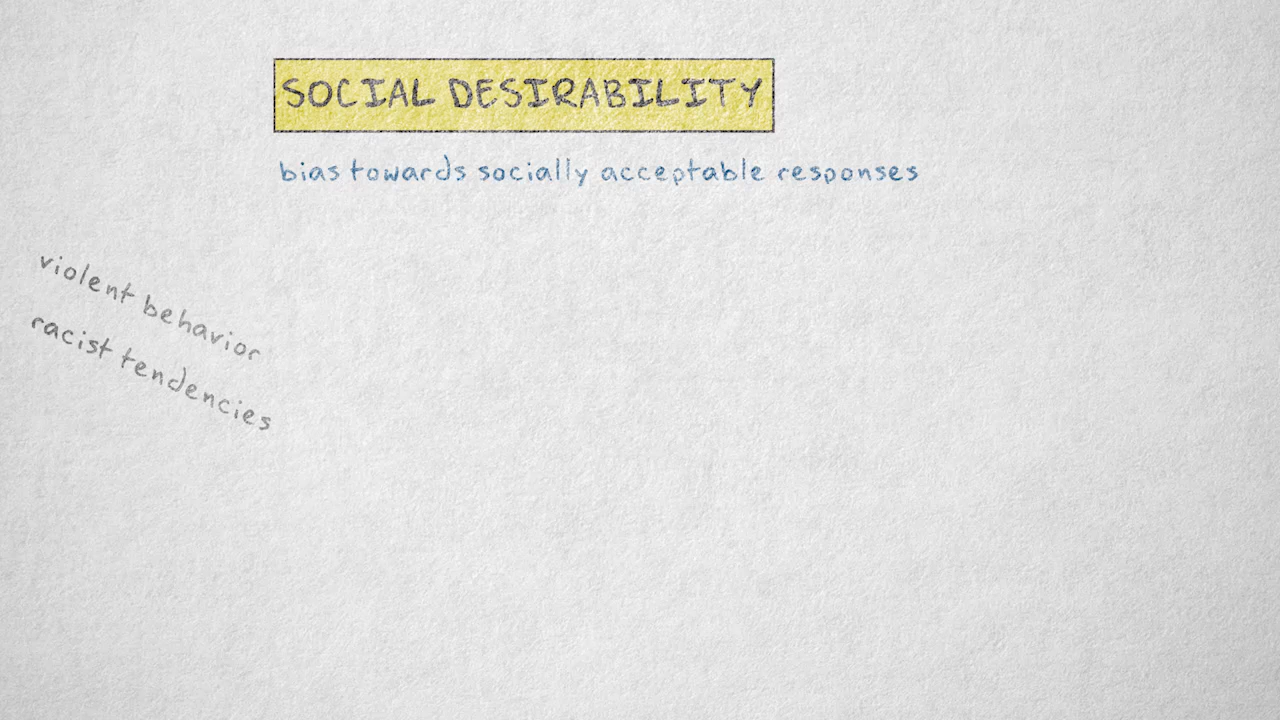 SOCIAL DESIRABILITY
bias towards socially acceptable responses
violent behavior
racist tendencies